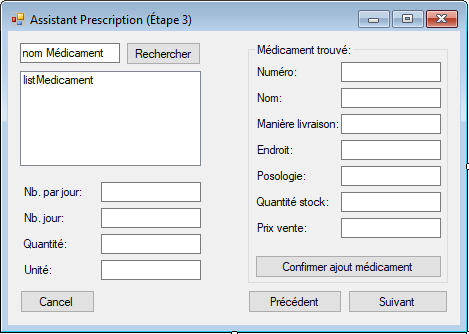 Assistant Prescription (Étape 3)
nom Médicament
Rechercher
listMedicament
Nb. par jour:
Nb. jour:
Quantité:
Unité:
Cancel
Médicament trouvé:
Numéro:
Nom:
Manière livraison:
Endroit:
Posologie:
Quantité stock:
Prix vente:
Confirmer ajout médicament
Précédent
Suivant